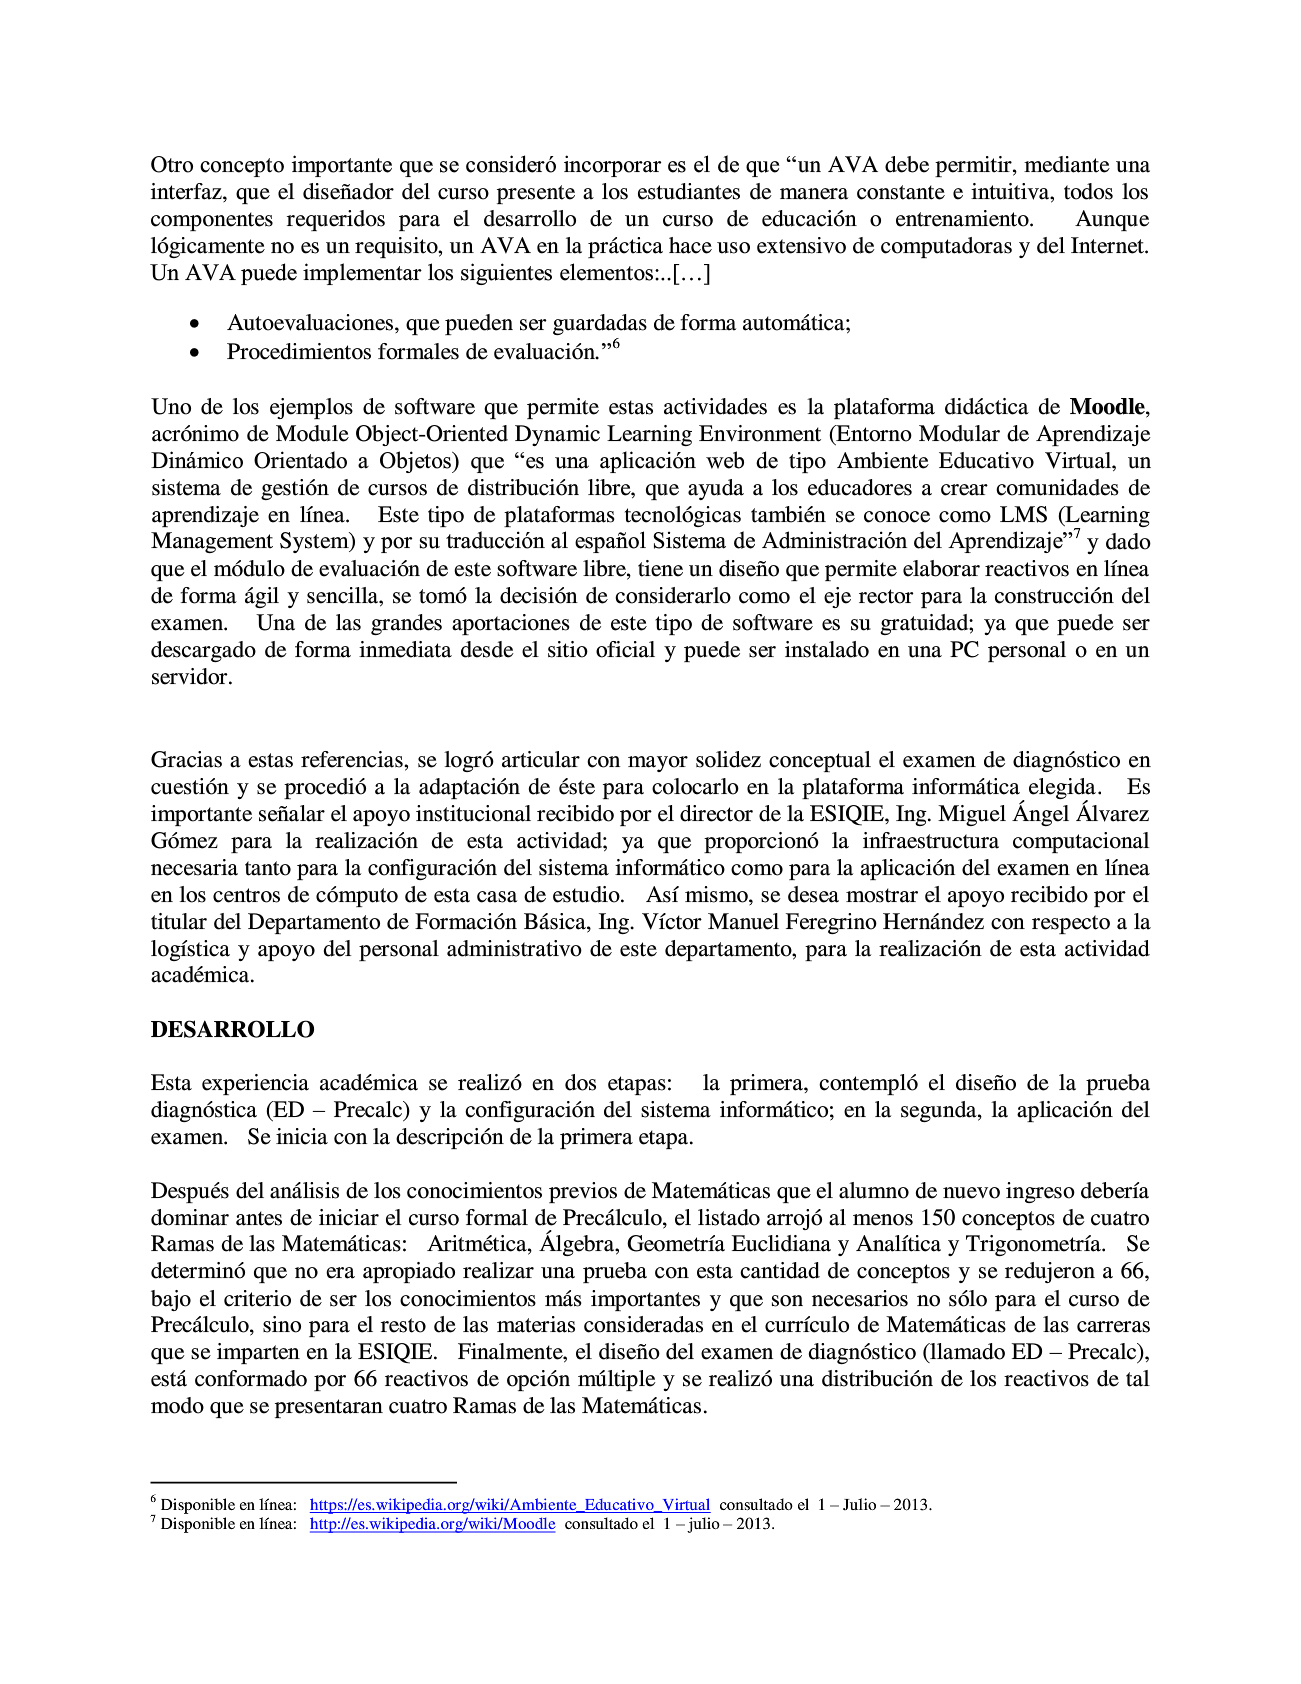 Otro concepto importante que se consideró incorporar es el de que “un AVA debe permitir, mediante una
interfaz, que el diseñador del curso presente a los estudiantes de manera constante e intuitiva, todos los
componentes requeridos para el desarrollo de un curso de educación o entrenamiento. Aunque
lógicamente no es un requisito, un AVA en la práctica hace uso extensivo de computadoras y del Internet.
Un AVA puede implementar los siguientes elementos:..[…]
• Autoevaluaciones, que pueden ser guardadas de forma automática;
• Procedimientos formales de evaluación.”6
Uno de los ejemplos de software que permite estas actividades es la plataforma didáctica de Moodle,
acrónimo de Module Object-Oriented Dynamic Learning Environment (Entorno Modular de Aprendizaje
Dinámico Orientado a Objetos) que “es una aplicación web de tipo Ambiente Educativo Virtual, un
sistema de gestión de cursos de distribución libre, que ayuda a los educadores a crear comunidades de
aprendizaje en línea. Este tipo de plataformas tecnológicas también se conoce como LMS (Learning
Management System) y por su traducción al español Sistema de Administración del Aprendizaje”7 y dado
que el módulo de evaluación de este software libre, tiene un diseño que permite elaborar reactivos en línea
de forma ágil y sencilla, se tomó la decisión de considerarlo como el eje rector para la construcción del
examen. Una de las grandes aportaciones de este tipo de software es su gratuidad; ya que puede ser
descargado de forma inmediata desde el sitio oficial y puede ser instalado en una PC personal o en un
servidor.
Gracias a estas referencias, se logró articular con mayor solidez conceptual el examen de diagnóstico en
cuestión y se procedió a la adaptación de éste para colocarlo en la plataforma informática elegida. Es
importante señalar el apoyo institucional recibido por el director de la ESIQIE, Ing. Miguel Ángel Álvarez
Gómez para la realización de esta actividad; ya que proporcionó la infraestructura computacional
necesaria tanto para la configuración del sistema informático como para la aplicación del examen en línea
en los centros de cómputo de esta casa de estudio. Así mismo, se desea mostrar el apoyo recibido por el
titular del Departamento de Formación Básica, Ing. Víctor Manuel Feregrino Hernández con respecto a la
logística y apoyo del personal administrativo de este departamento, para la realización de esta actividad
académica.
DESARROLLO
Esta experiencia académica se realizó en dos etapas: la primera, contempló el diseño de la prueba
diagnóstica (ED – Precalc) y la configuración del sistema informático; en la segunda, la aplicación del
examen. Se inicia con la descripción de la primera etapa.
Después del análisis de los conocimientos previos de Matemáticas que el alumno de nuevo ingreso debería
dominar antes de iniciar el curso formal de Precálculo, el listado arrojó al menos 150 conceptos de cuatro
Ramas de las Matemáticas: Aritmética, Álgebra, Geometría Euclidiana y Analítica y Trigonometría. Se
determinó que no era apropiado realizar una prueba con esta cantidad de conceptos y se redujeron a 66,
bajo el criterio de ser los conocimientos más importantes y que son necesarios no sólo para el curso de
Precálculo, sino para el resto de las materias consideradas en el currículo de Matemáticas de las carreras
que se imparten en la ESIQIE. Finalmente, el diseño del examen de diagnóstico (llamado ED – Precalc),
está conformado por 66 reactivos de opción múltiple y se realizó una distribución de los reactivos de tal
modo que se presentaran cuatro Ramas de las Matemáticas.
6 Disponible en línea: https://es.wikipedia.org/wiki/Ambiente_Educativo_Virtual consultado el 1 – Julio – 2013.
7 Disponible en línea: http://es.wikipedia.org/wiki/Moodle consultado el 1 – julio – 2013.